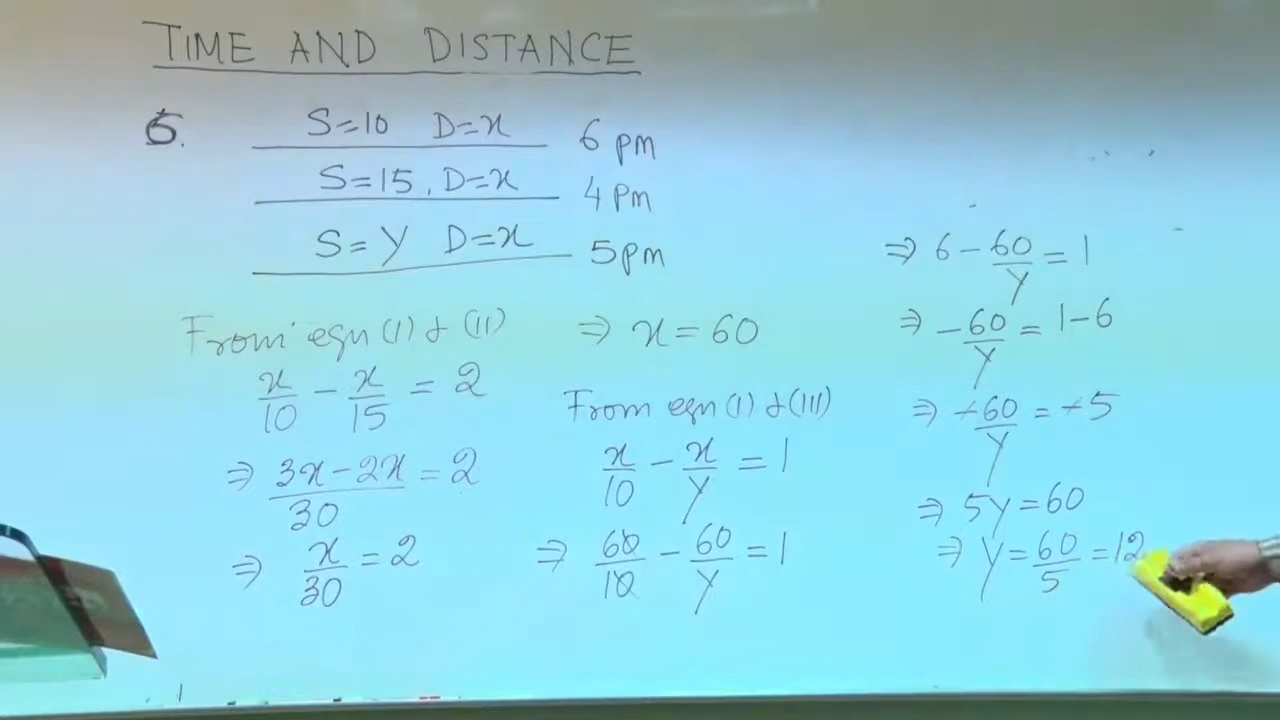 TIME AND DISTANCE
6.
S=10 D=x 6 pm
S=15, D=x 4 pm
S=Y D=x 5pm
From eqn (I) & (II)
x/10 - x/15 = 2
⇒ 3x-2x/30 = 2
⇒ x/30 = 2
⇒ x=60
From eqn (I) & (III)
x/10 - x/Y = 1
⇒ 60/10 - 60/Y = 1
⇒ 6 - 60/Y = 1
⇒ -60/Y = 1-6
⇒ -60/Y = -5
⇒ 5Y=60
⇒ Y=60/5=12